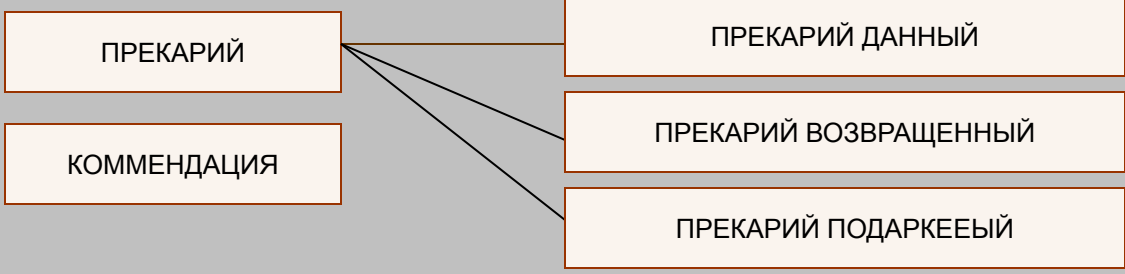 ПРЕКАРИЙ
КОММЕНДАЦИЯ
ПРЕКАРИЙ ДАННЫЙ
ПРЕКАРИЙ ВОЗВРАЩЕННЫЙ
ПРЕКАРИЙ ПОДАРКЕЕЫЙ